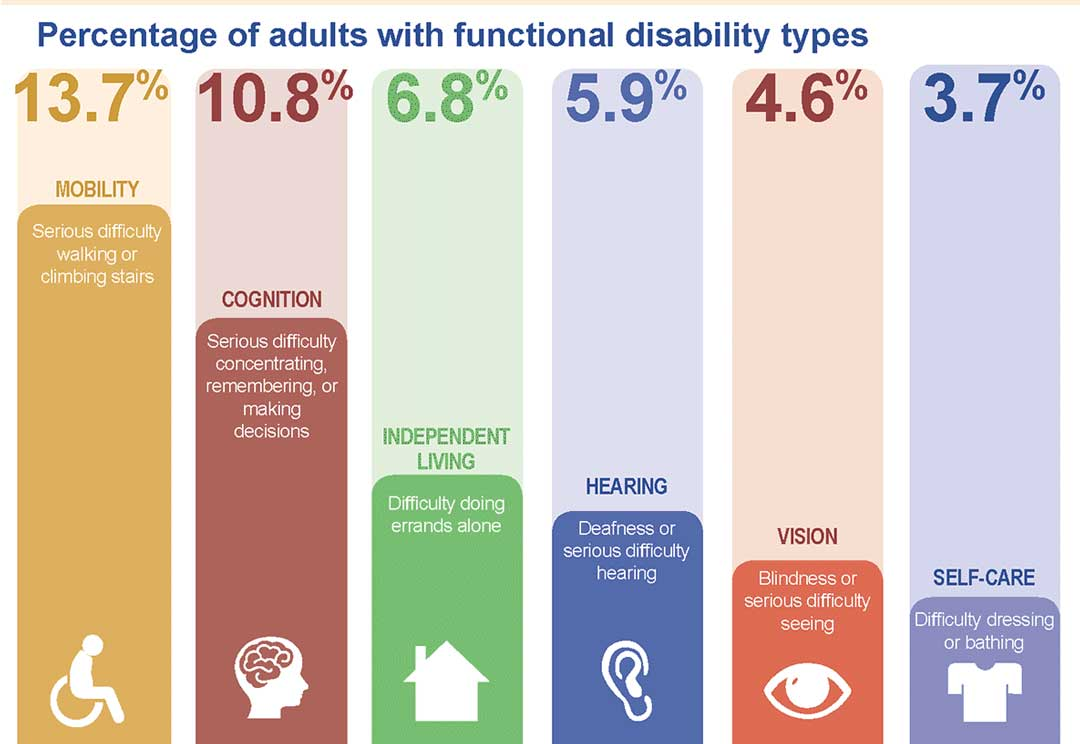 Percentage of adults with functional disability types
13.7%
MOBILITY
Serious difficulty
walking or
climbing stairs
10.8%
COGNITION
Serious difficulty
concentrating,
remembering, or
making
decisions
6.8%
INDEPENDENT
LIVING
Difficulty doing
errands alone
5.9%
HEARING
Deafness or
serious difficulty
hearing
4.6%
VISION
Blindness or
serious difficulty
seeing
3.7%
SELF-CARE
Difficulty dressing
or bathing